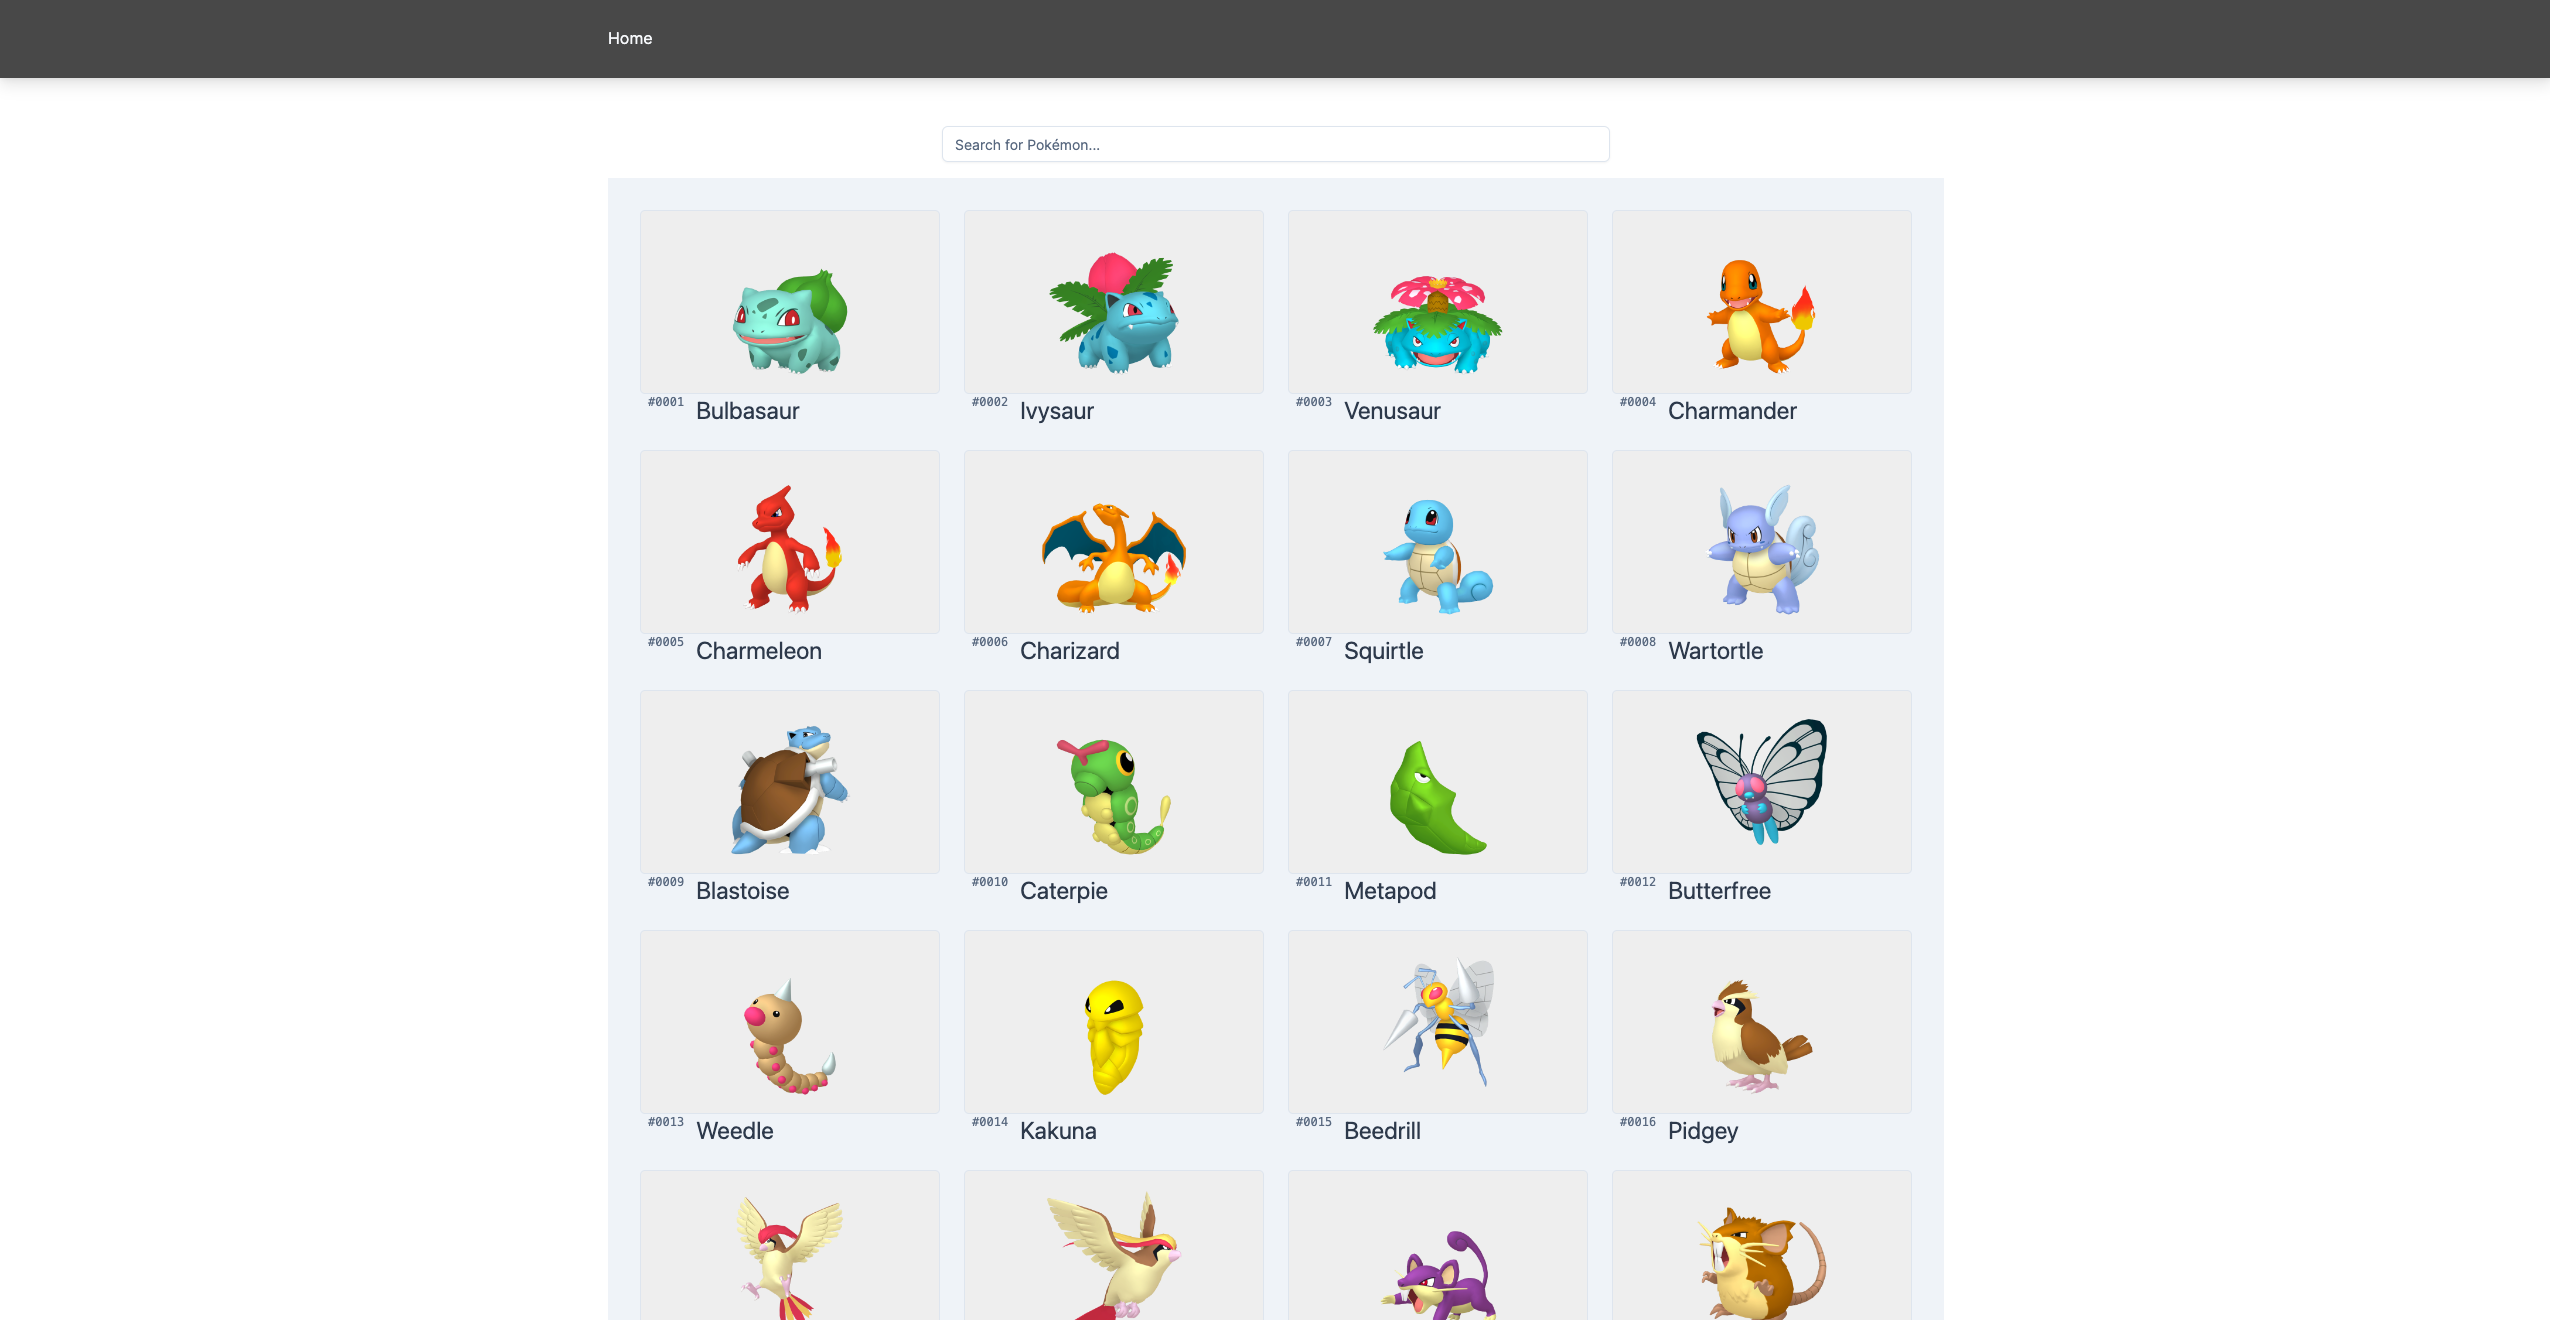 Home
Search for Pokémon...
#0001 Bulbasaur
#0002 Ivysaur
#0003 Venusaur
#0004 Charmander
#0005 Charmeleon
#0006 Charizard
#0007 Squirtle
#0008 Wartortle
#0009 Blastoise
#0010 Caterpie
#0011 Metapod
#0012 Butterfree
#0013 Weedle
#0014 Kakuna
#0015 Beedrill
#0016 Pidgey